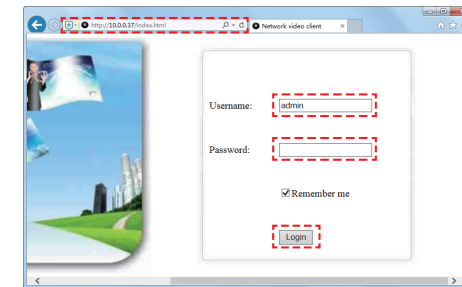 http://10.0.0.37/index.html
Network video client
Username:
admin
Password:
Remember me
Login